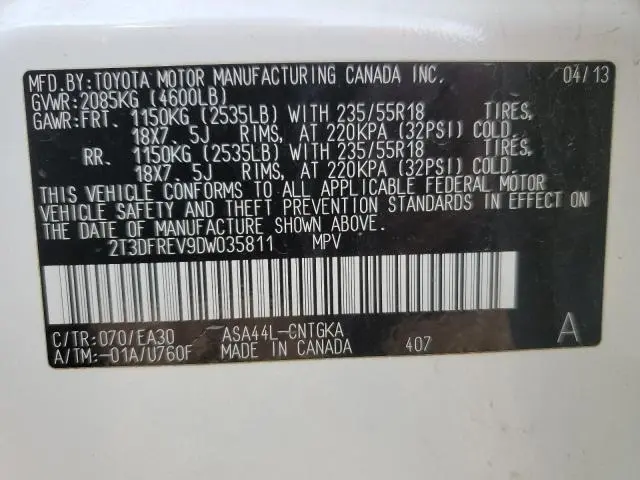 MFD.BY:TOYOTA MOTOR MANUFACTURING CANADA INC. 04/13
GVWR:2085KG (4600LB)
GAWR:FRT. 1150KG (2535LB) WITH 235/55R18 TIRES,
18X7. 5J RIMS, AT 220KPA (32PSI) COLD.
RR. 1150KG (2535LB) WITH 235/55R18 TIRES,
18X7. 5J RIMS, AT 220KPA (32PSI) COLD.
THIS VEHICLE CONFORMS TO ALL APPLICABLE FEDERAL MOTOR
VEHICLE SAFETY AND THEFT PREVENTION STANDARDS IN EFFECT ON
THE DATE OF MANUFACTURE SHOWN ABOVE.
2T3DFREV9DW035811 MPV
C/TR:070/EA30 ASA44L-CNTGKA A
A/TM:-01A/U760F MADE IN CANADA 407